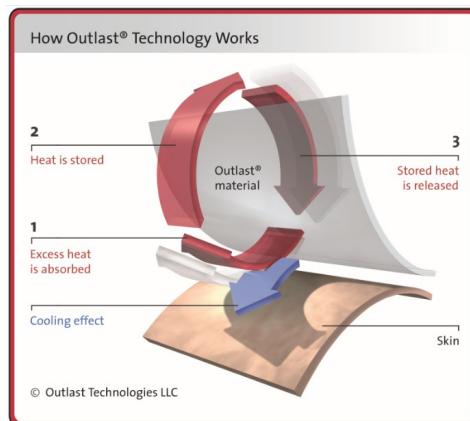 How Outlast® Technology Works
2
Heat is stored
3
Stored heat
is released
Outlast®
material
1
Excess heat
is absorbed
Cooling effect
Skin
© Outlast Technologies LLC